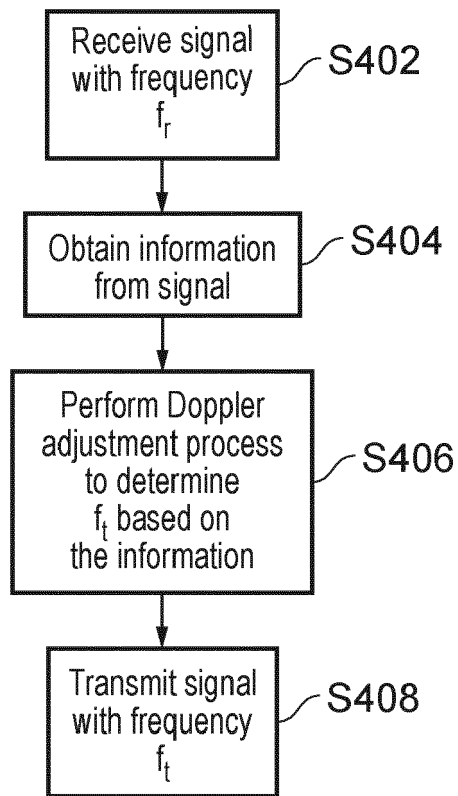 Receive signal
with frequency
fr
S402
Obtain information
from signal
S404
Perform Doppler
adjustment process
to determine
ft based on
the information
S406
Transmit signal
with frequency
ft
S408